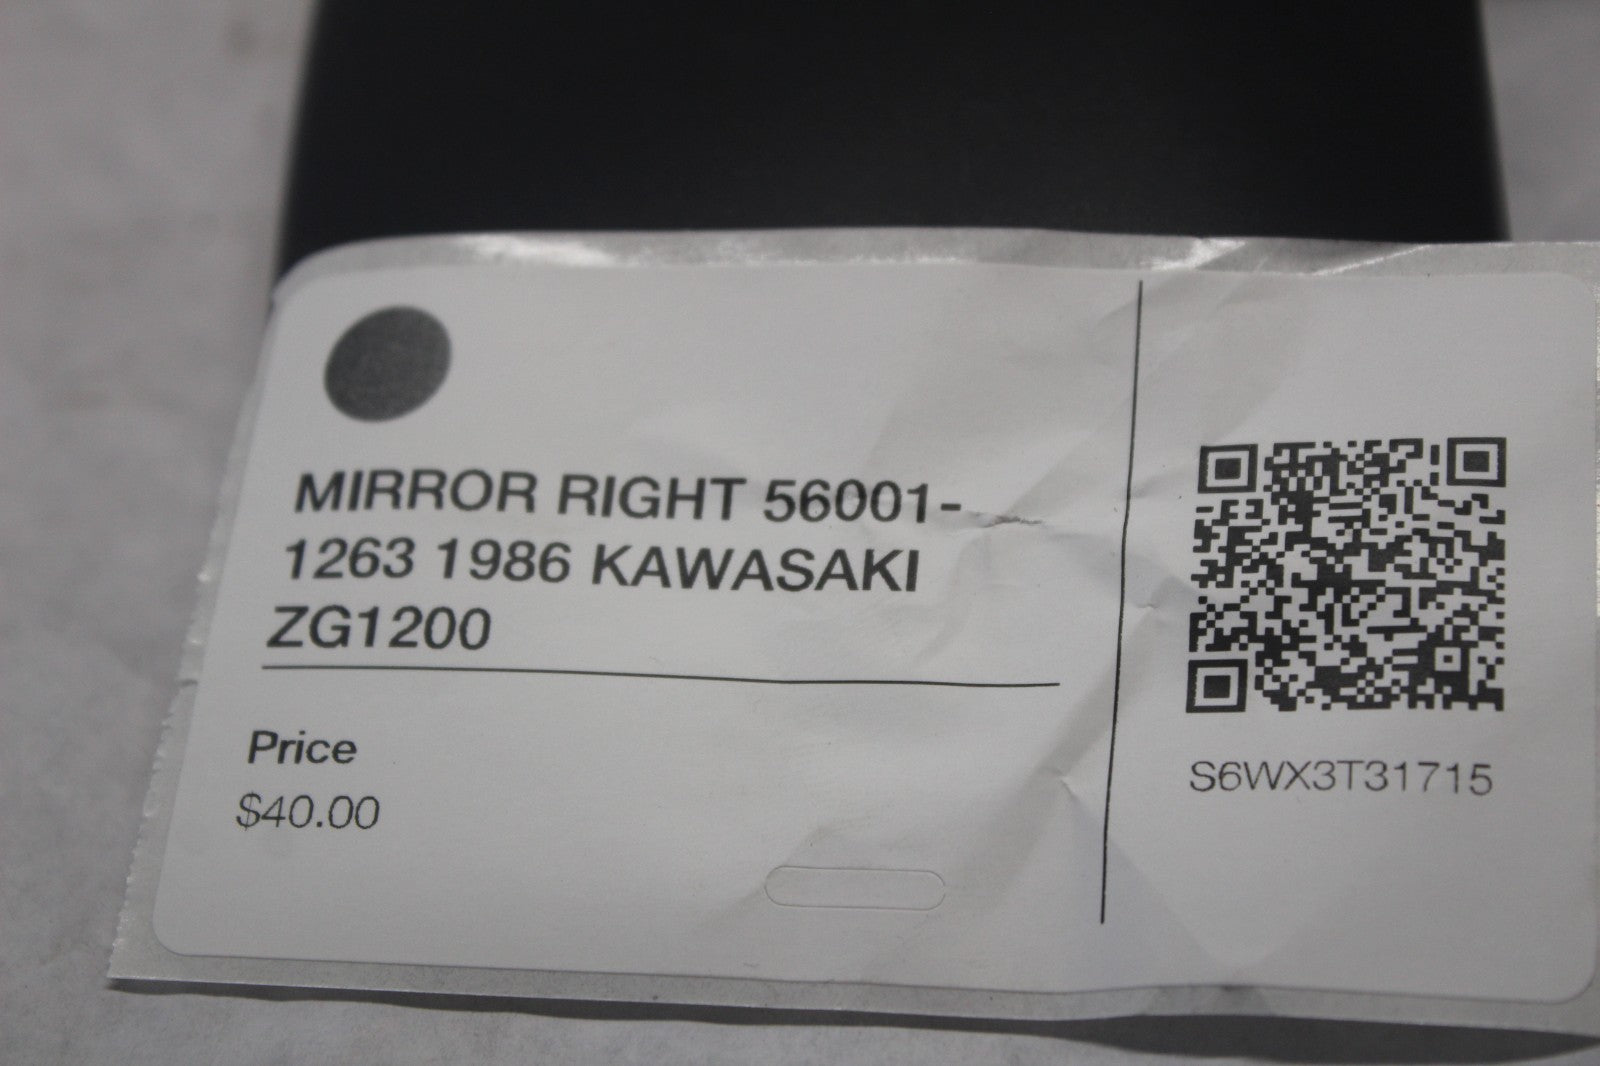 MIRROR RIGHT 56001-
1263 1986 KAWASAKI
ZG1200
Price
$40.00
S6WX3T31715